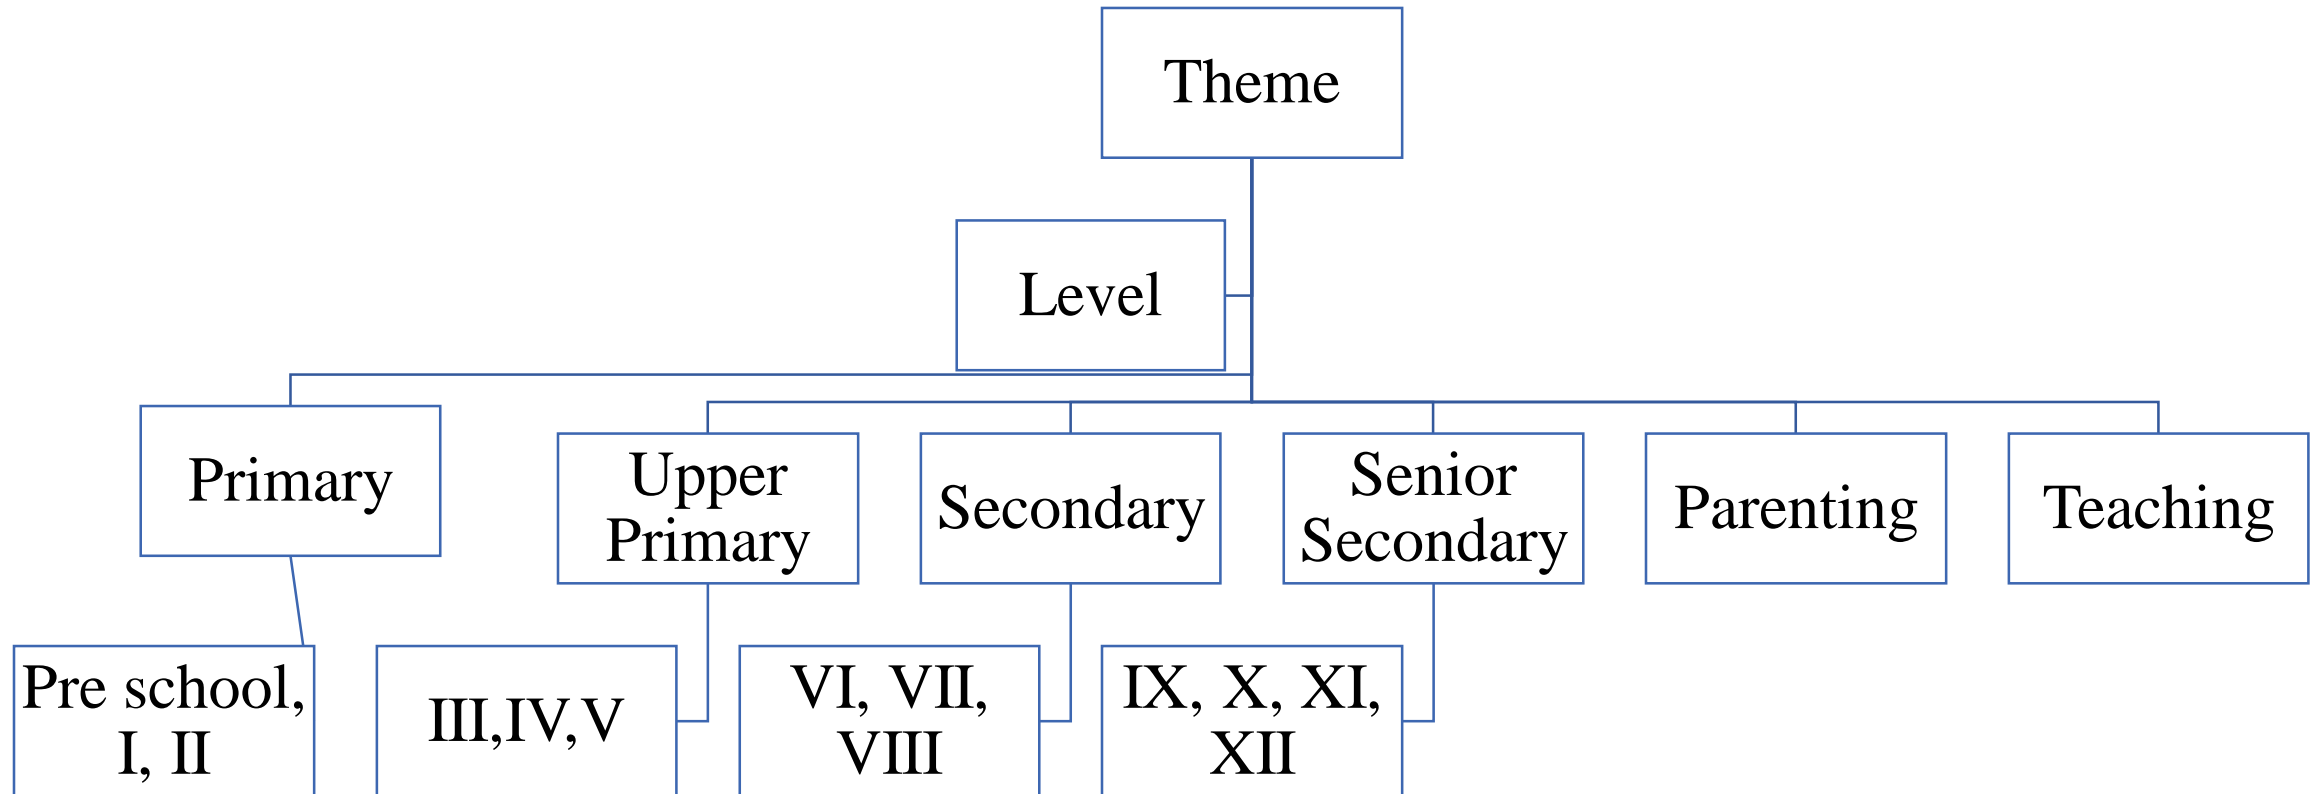 Theme
Level
Primary
Upper
Primary
Secondary
Senior
Secondary
Parenting
Teaching
Pre school,
I, II
III,IV,V
VI, VII,
VIII
IX, X, XI,
XII